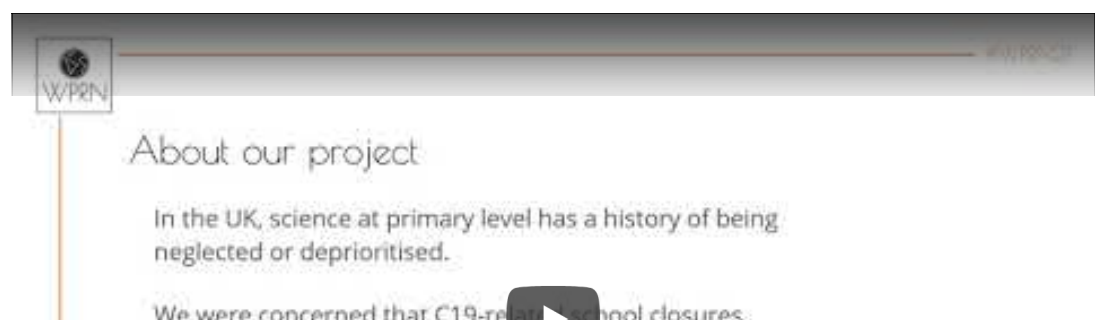 WPRN
About our project
In the UK, science at primary level has a history of being
neglected or deprioritised.
We were concerned that C19-related school closures,